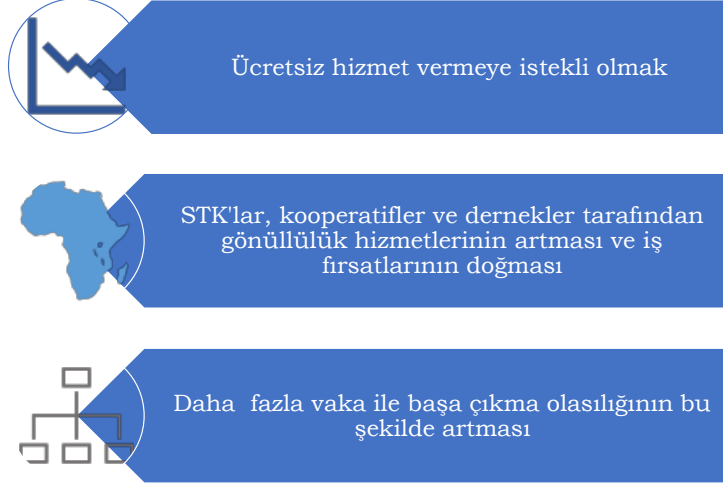 Ücretsiz hizmet vermeye istekli olmak
STK'lar, kooperatifler ve dernekler tarafından
gönüllülük hizmetlerinin artması ve iş
fırsatlarının doğması
Daha  fazla vaka ile başa çıkma olasılığının bu
şekilde artması